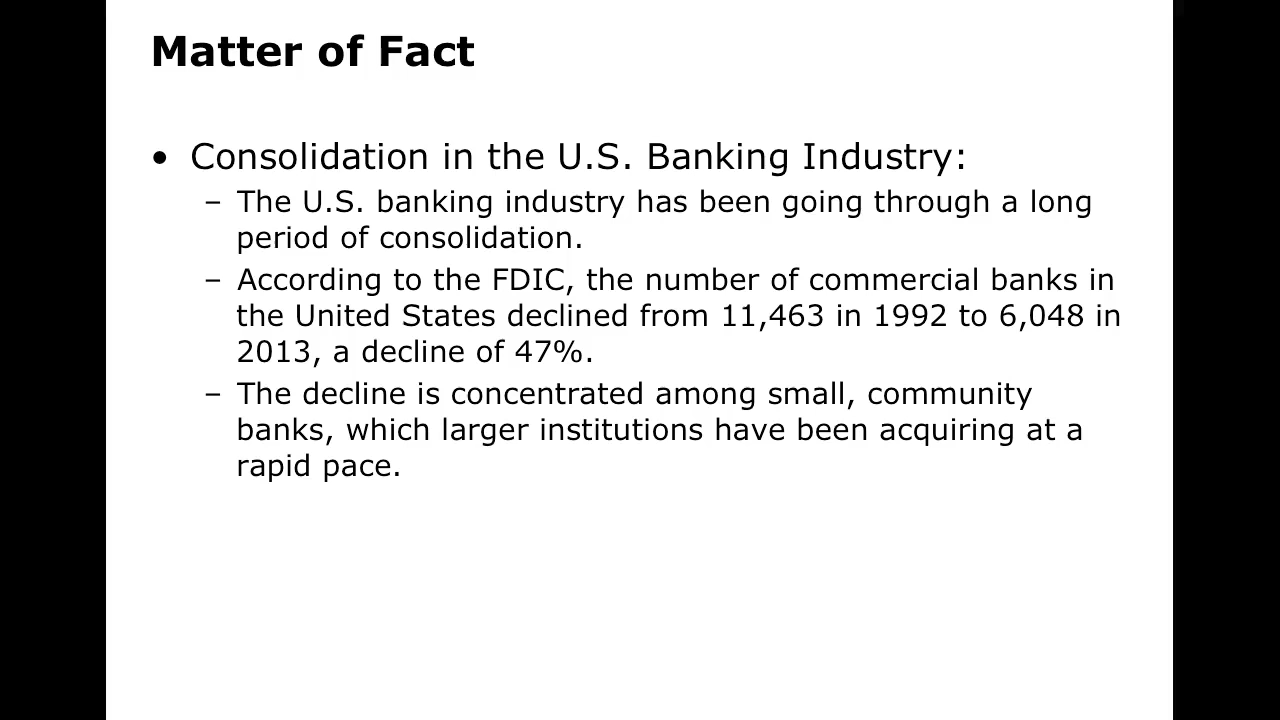 Matter of Fact
• Consolidation in the U.S. Banking Industry:
– The U.S. banking industry has been going through a long
period of consolidation.
– According to the FDIC, the number of commercial banks in
the United States declined from 11,463 in 1992 to 6,048 in
2013, a decline of 47%.
– The decline is concentrated among small, community
banks, which larger institutions have been acquiring at a
rapid pace.